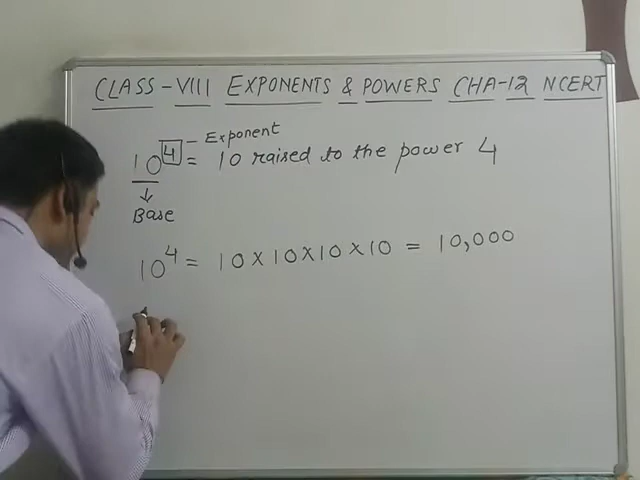 CLASS-VIII EXPONENTS & POWERS CHA-12 NCERT
10⁴ – Exponent = 10 raised to the power 4
↓
Base
10⁴ = 10 × 10 × 10 × 10 = 10,000